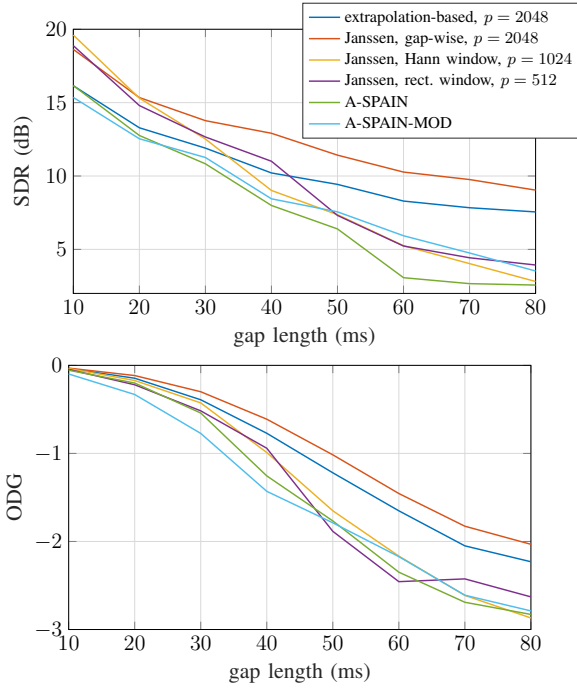 extrapolation-based, p = 2048
Janssen, gap-wise, p = 2048
Janssen, Hann window, p = 1024
Janssen, rect. window, p = 512
A-SPAIN
A-SPAIN-MOD
20
15
10
5
SDR (dB)
10 20 30 40 50 60 70 80
gap length (ms)
0
−1
−2
−3
ODG
10 20 30 40 50 60 70 80
gap length (ms)